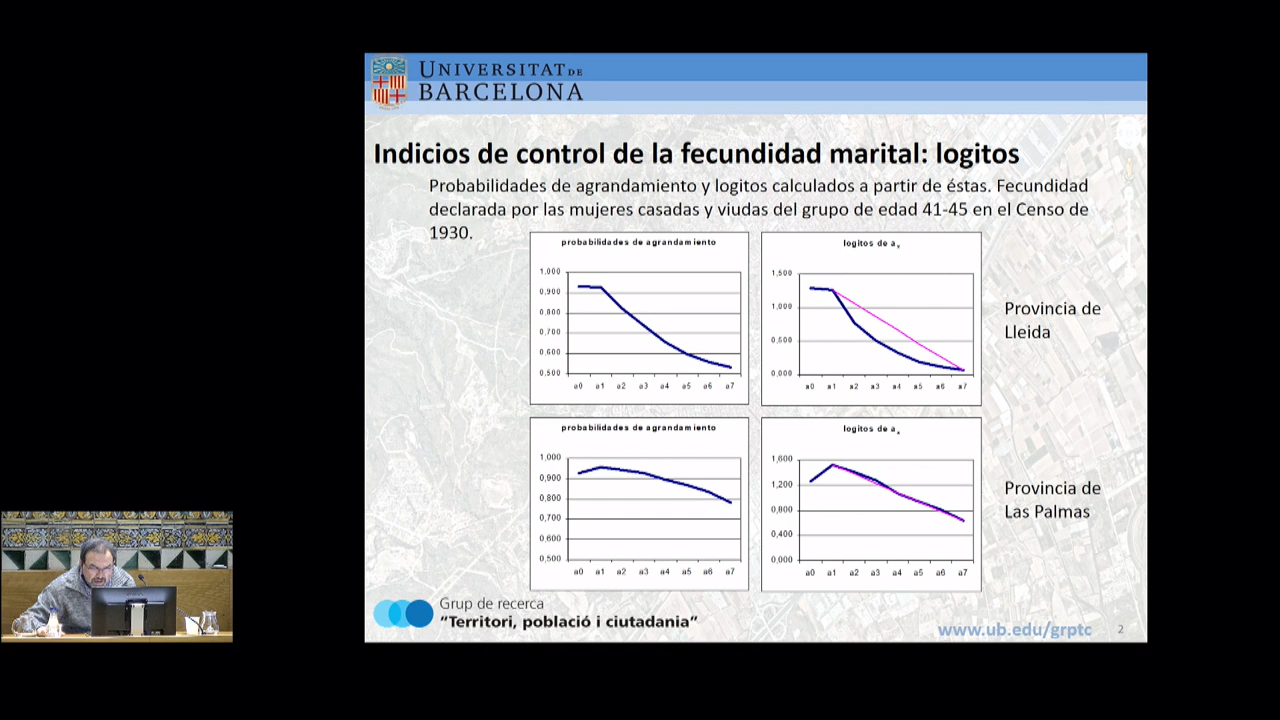 UNIVERSITAT DE
BARCELONA
Indicios de control de la fecundidad marital: logitos
Probabilidades de agrandamiento y logitos calculados a partir de éstas. Fecundidad
declarada por las mujeres casadas y viudas del grupo de edad 41-45 en el Censo de
1930.
probabilidades de agrandamiento
1,000
0,900
0,800
0,700
0,600
0,500
a0 a1 a2 a3 a4 a5 a6 a7
logitos de a
1,500
1,000
0,500
0,000
a0 a1 a2 a3 a4 a5 a6 a7
Provincia de
Lleida
probabilidades de agrandamiento
1,000
0,900
0,800
0,700
0,600
0,500
a0 a1 a2 a3 a4 a5 a6 a7
logitos de a
1,600
1,200
0,800
0,400
0,000
a0 a1 a2 a3 a4 a5 a6 a7
Provincia de
Las Palmas
Grup de recerca
"Territori, població i ciutadania"
www.ub.edu/grptc
2